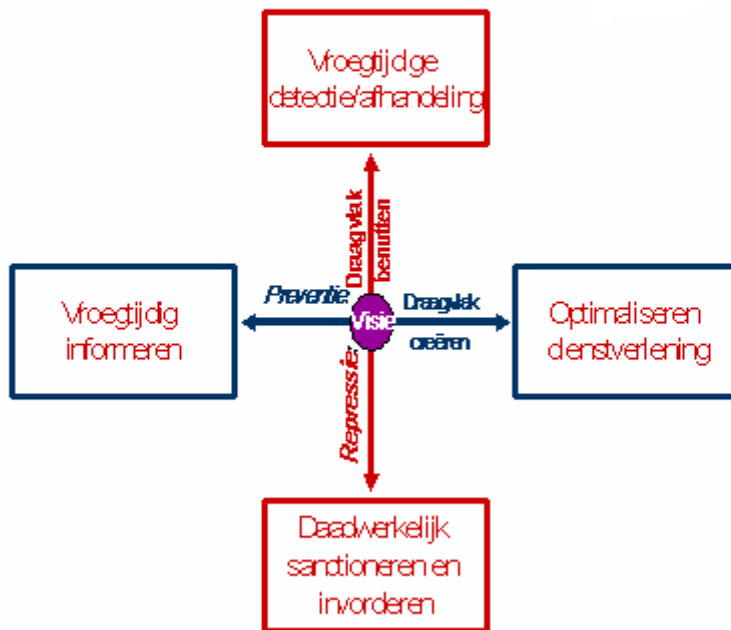 Vroegtijdige
detectie/afhandeling
Draagvlak
benutten
Vroegtijdig
informeren
Preventie:
Visie
Draagvlak
creëren
Optimaliseren
dienstverlening
Repressie:
Daadwerkelijk
sanctioneren en
invorderen